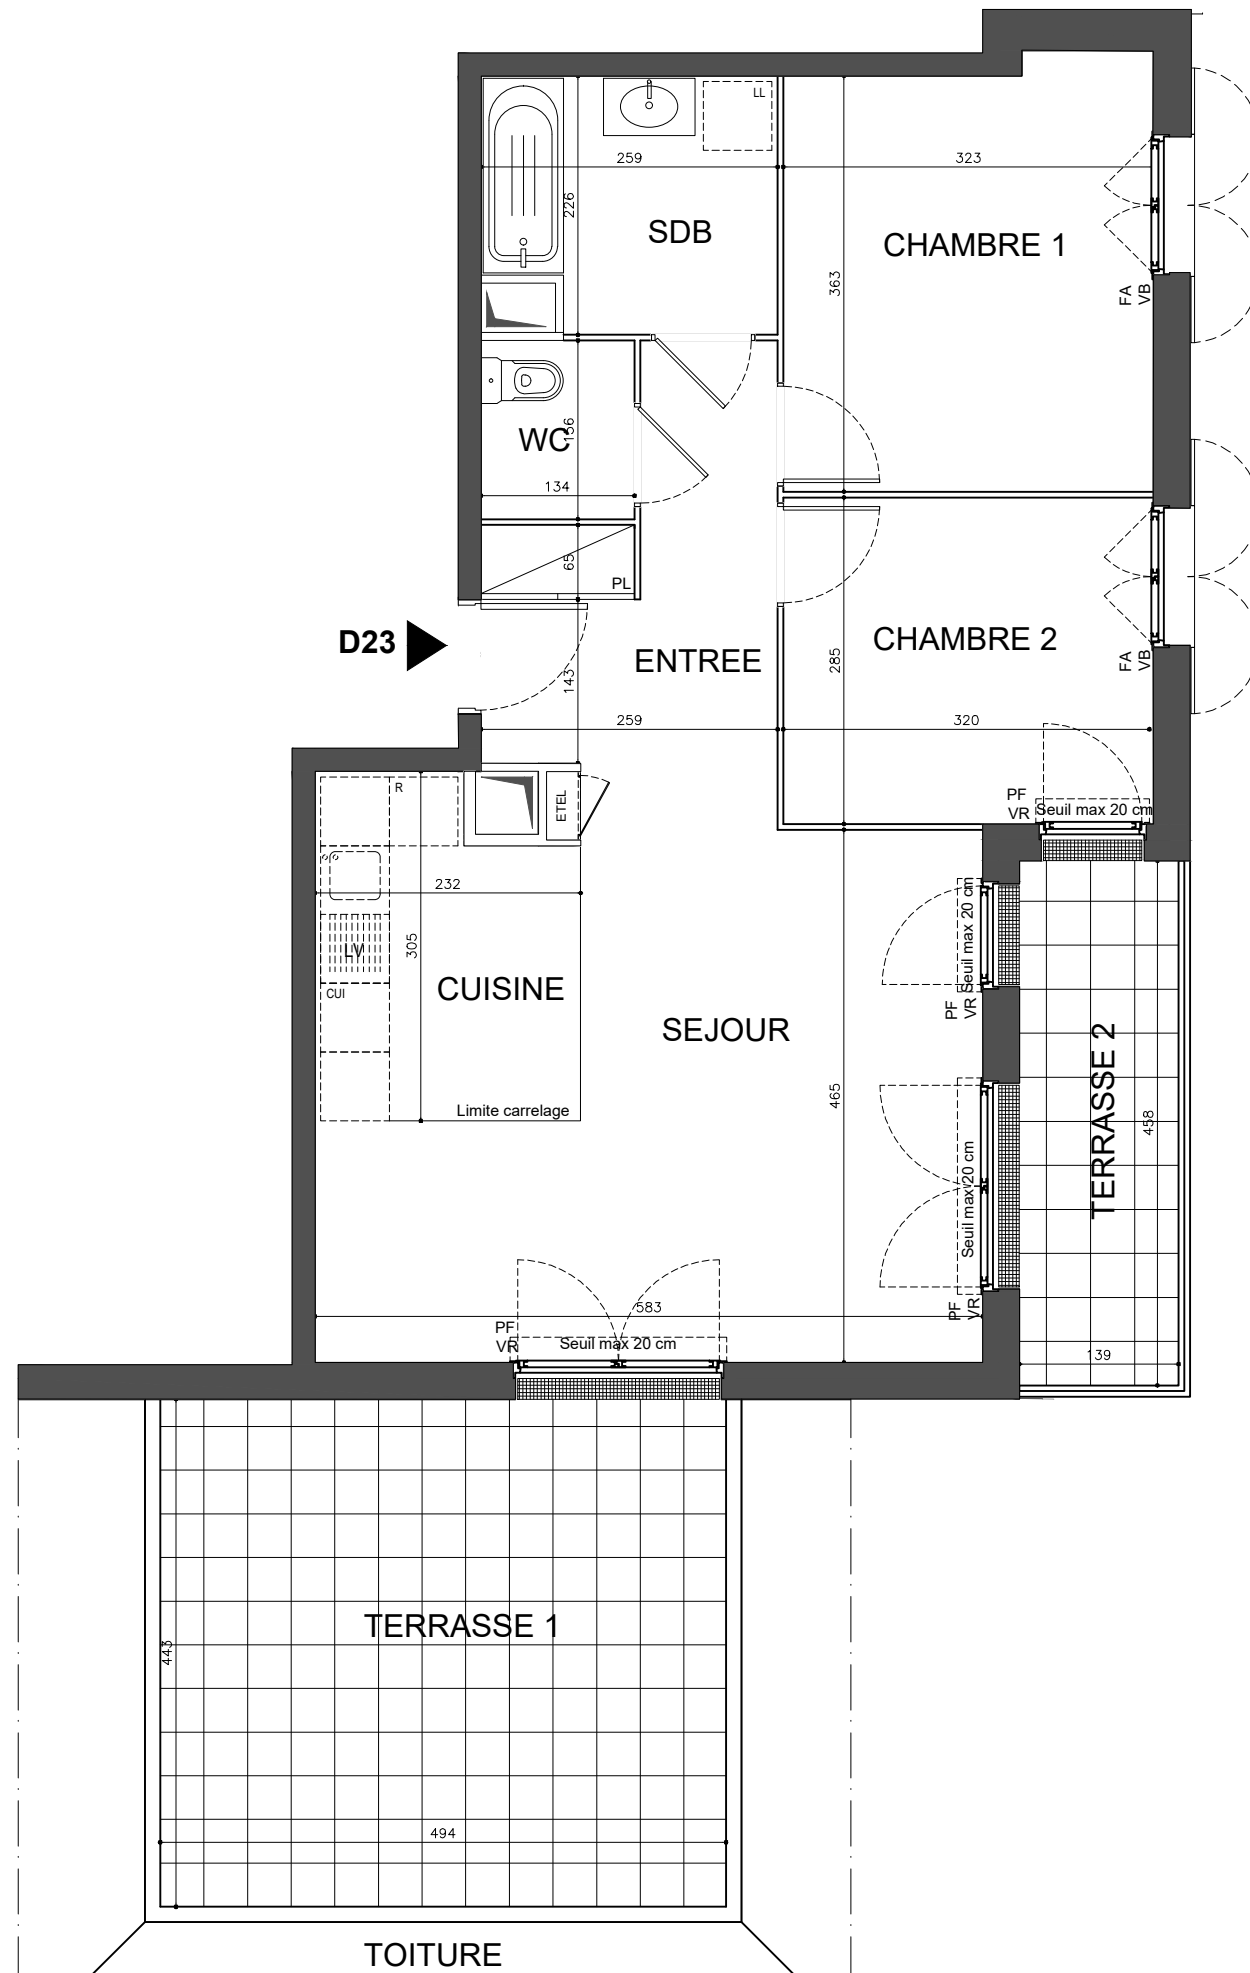 LL
259
323
226
SDB
CHAMBRE 1
363
FA
VB
WC
156
134
65
PL
D23
ENTREE
CHAMBRE 2
285
FA
VB
143
259
320
PF
VR
Seuil max 20 cm
R
ETEL
232
305
LV
CUI
CUISINE
SEJOUR
Seuil max 20 cm
PF
VR
465
Limite carrelage
TERRASSE 2
458
Seuil max 20 cm
PF
VR
583
PF
VR
Seuil max 20 cm
139
TERRASSE 1
443
494
TOITURE